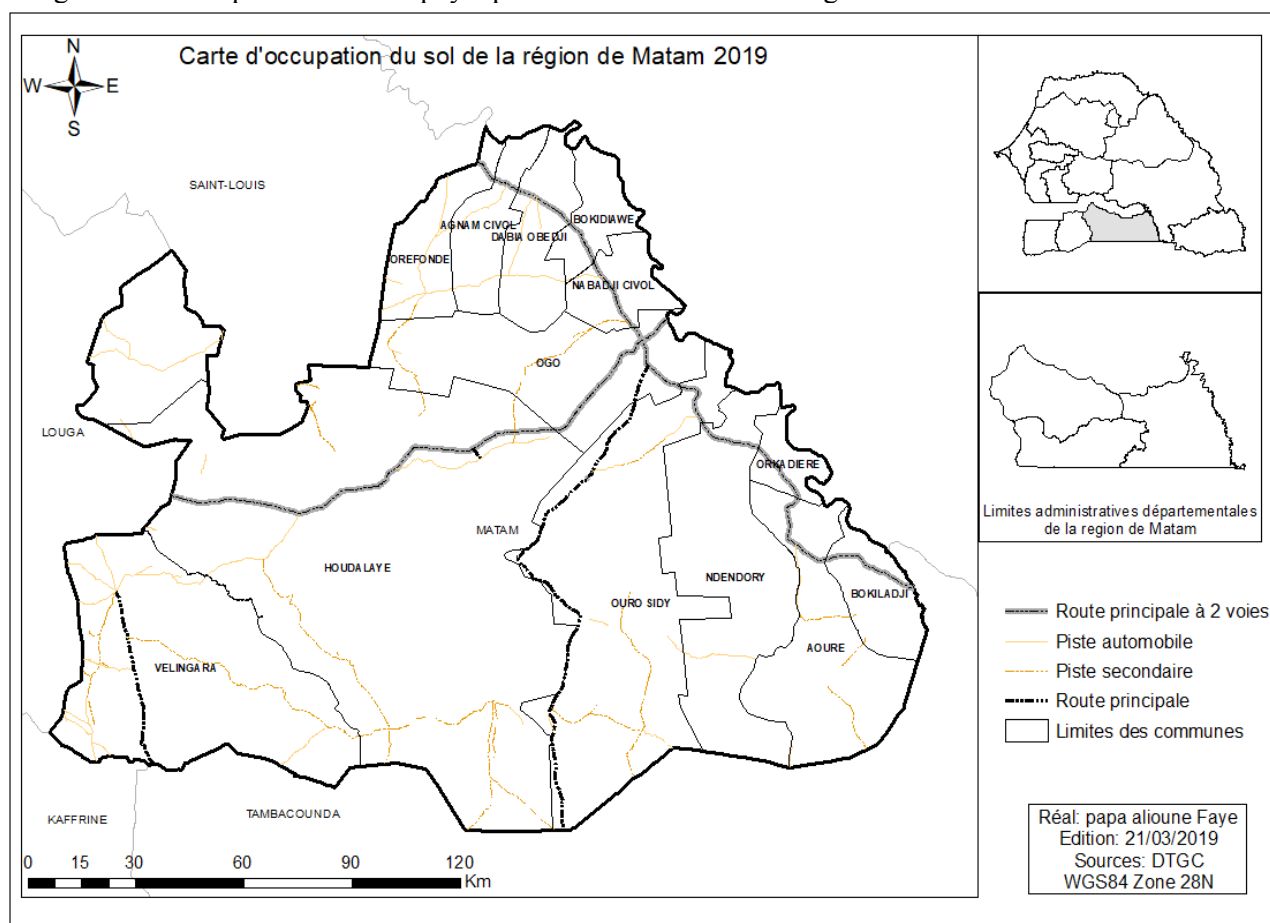 Carte d'occupation du sol de la région de Matam 2019
N
W E
S
SAINT-LOUIS
AGNAM CIVOL
BOKIDIAWE
DABIA OBEDJI
OREFONDE
NABADJI CIVOL
OGO
LOUGA
ORKADIERE
MATAM
HOUDALAYE
NDENDORY
BOKILADJI
OURO SIDY
AOURE
VELINGARA
KAFFRINE
TAMBACOUNDA
0 15 30 60 90 120
Km
Limites administratives départementales
de la region de Matam
Route principale à 2 voies
Piste automobile
Piste secondaire
Route principale
Limites des communes
Réal: papa alioune Faye
Edition: 21/03/2019
Sources: DTGC
WGS84 Zone 28N